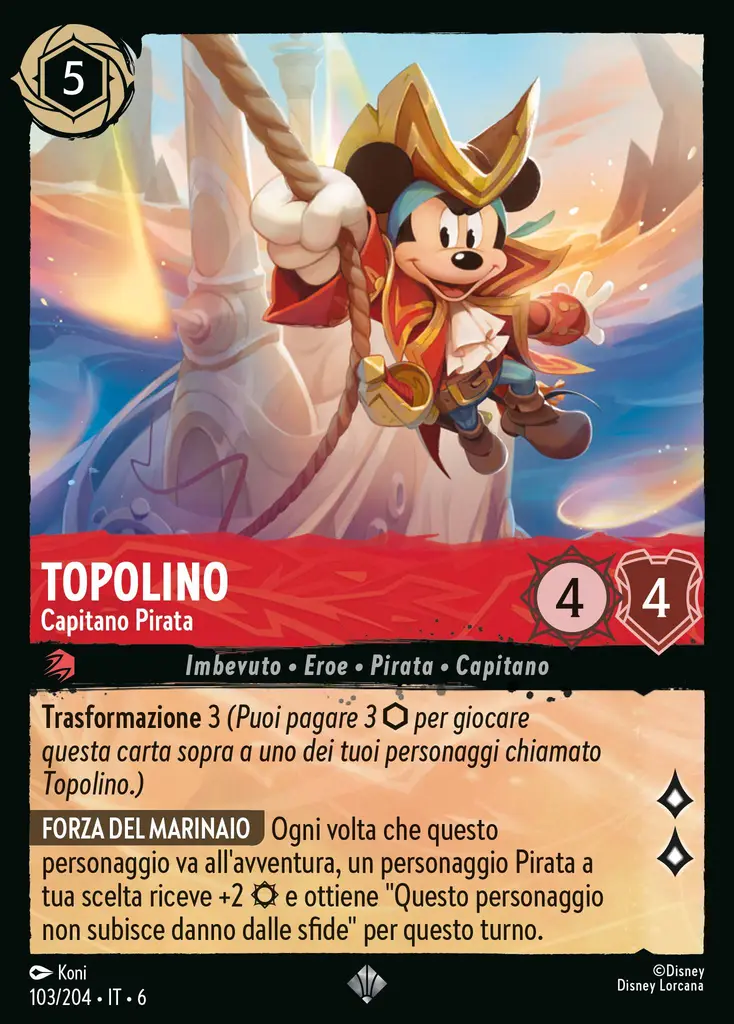 5
TOPOLINO
Capitano Pirata
4
4
Imbevuto • Eroe • Pirata • Capitano
Trasformazione 3 (Puoi pagare 3 ⬡ per giocare
questa carta sopra a uno dei tuoi personaggi chiamato
Topolino.)
FORZA DEL MARINAIO Ogni volta che questo
personaggio va all'avventura, un personaggio Pirata a
tua scelta riceve +2 e ottiene "Questo personaggio
non subisce danno dalle sfide" per questo turno.
Koni
103/204 • IT • 6
©Disney
Disney Lorcana